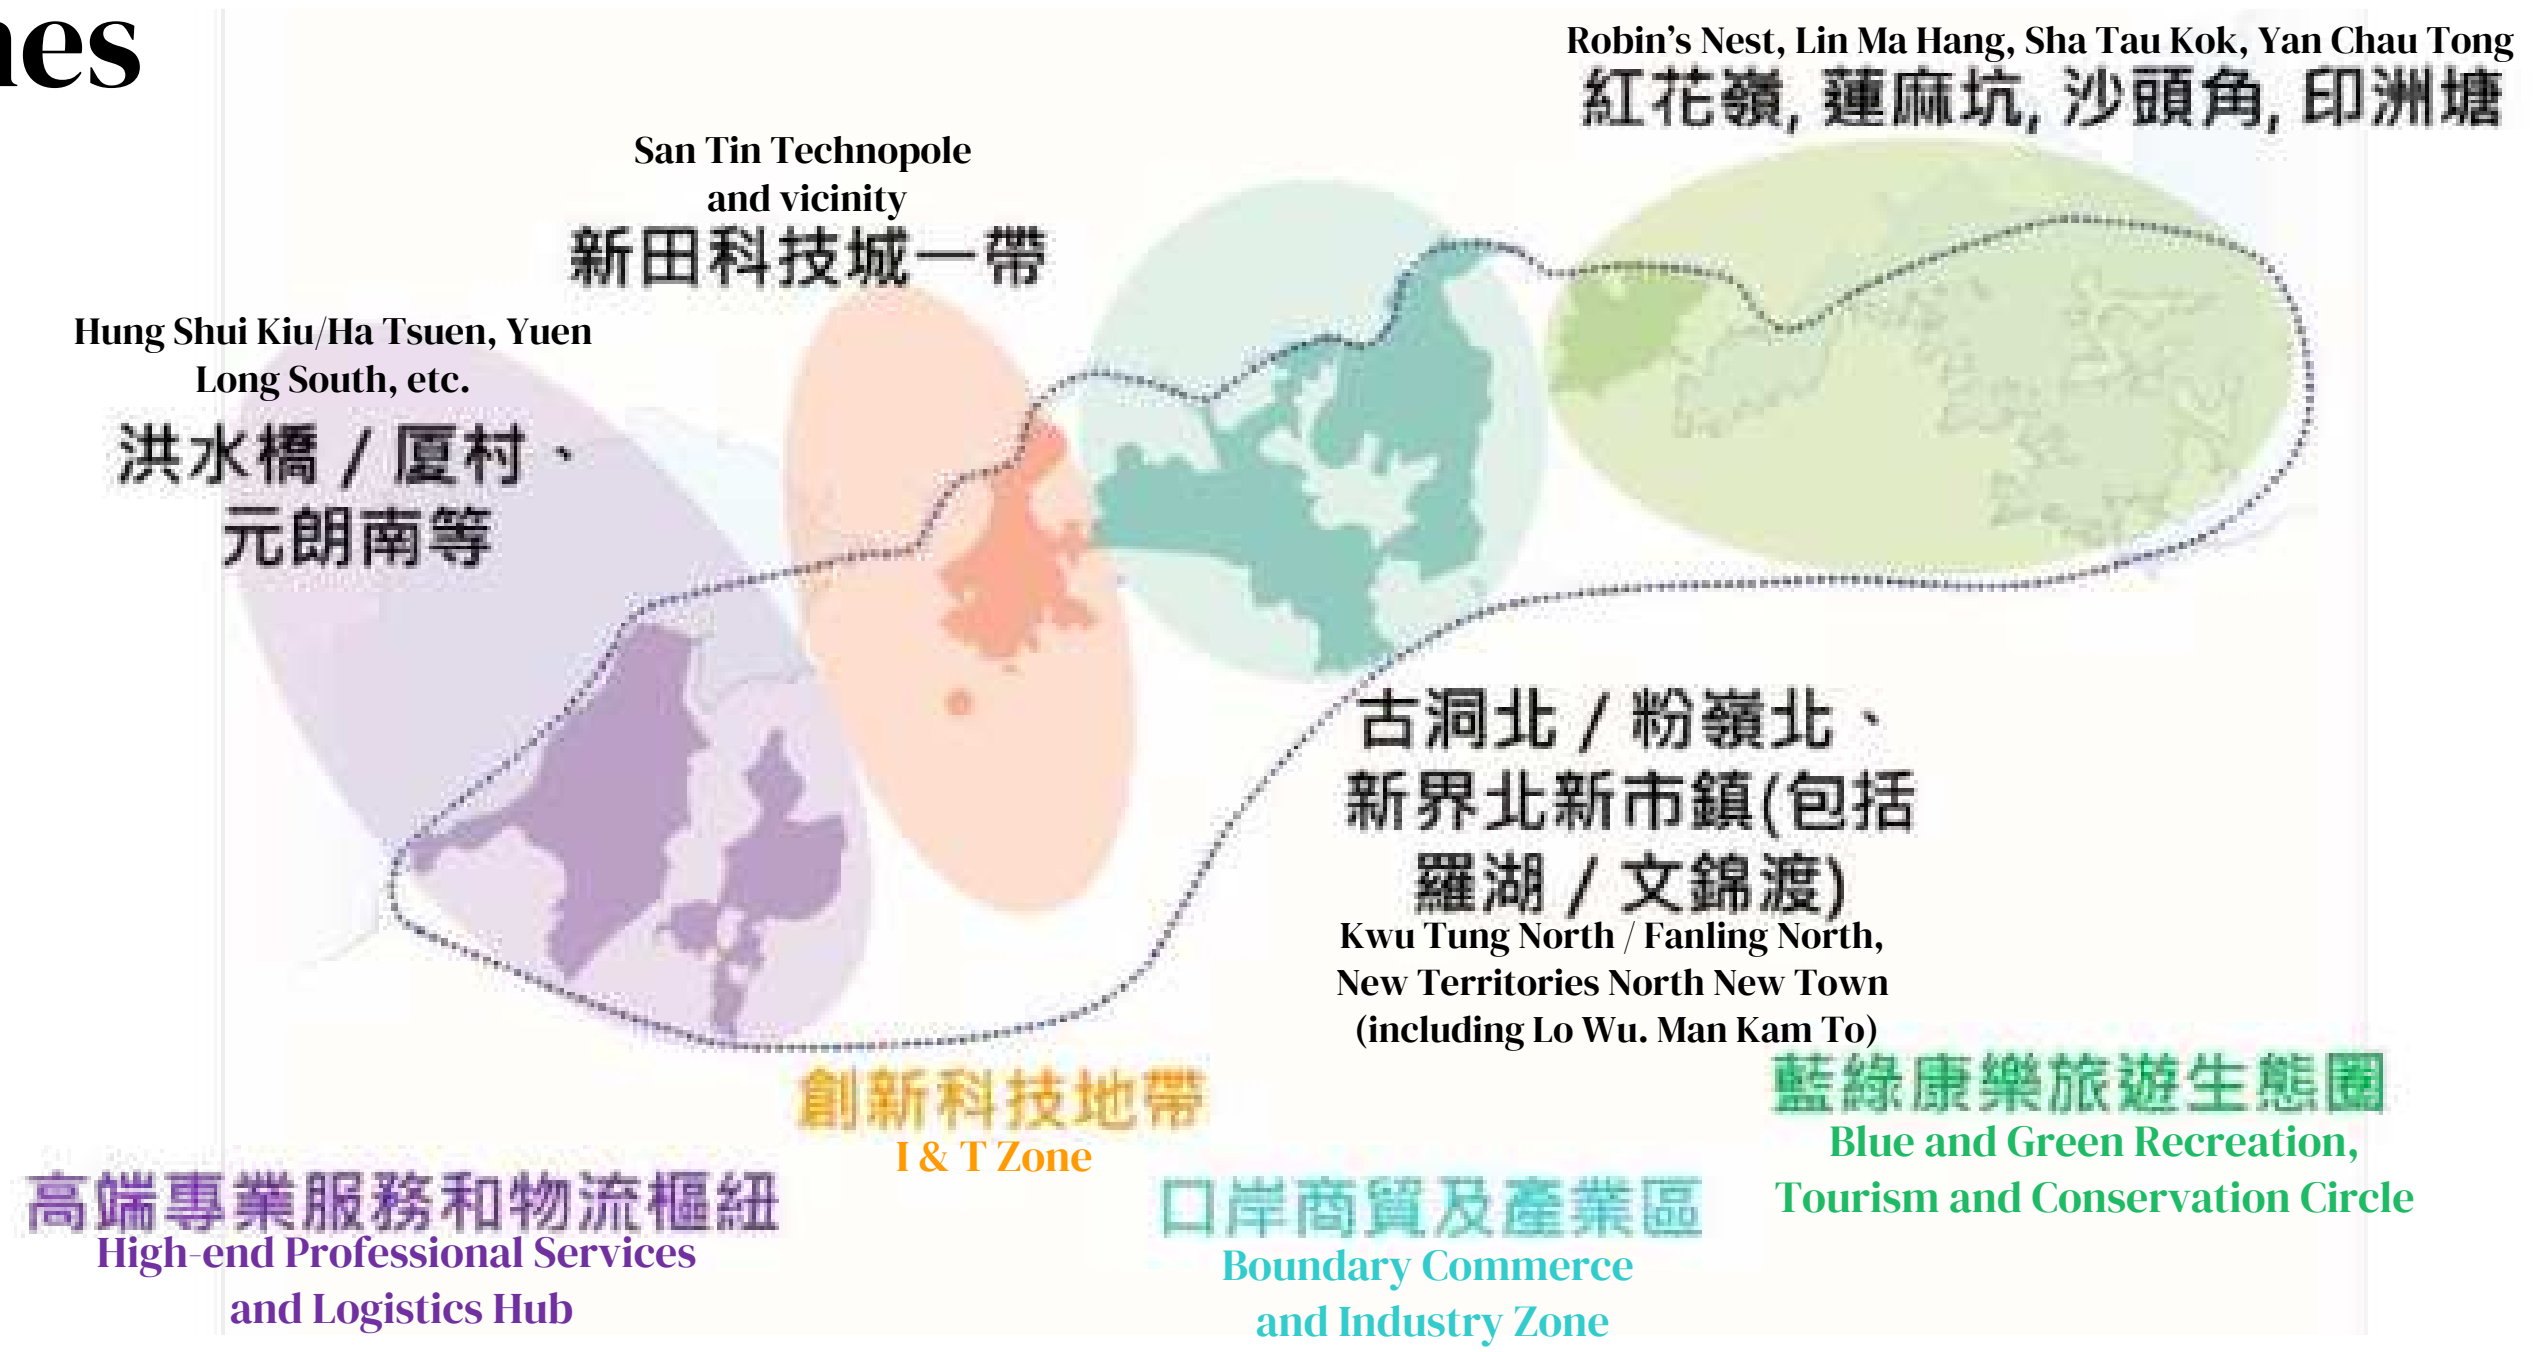 nes
Robin's Nest, Lin Ma Hang, Sha Tau Kok, Yan Chau Tong
紅花嶺, 蓮麻坑, 沙頭角, 印洲塘
San Tin Technopole
and vicinity
新田科技城一帶
Hung Shui Kiu/Ha Tsuen, Yuen
Long South, etc.
洪水橋 / 厦村、
元朗南等
古洞北 / 粉嶺北、
新界北新市鎮(包括
羅湖 / 文錦渡)
Kwu Tung North / Fanling North,
New Territories North New Town
(including Lo Wu. Man Kam To)
創新科技地帶
I & T Zone
藍綠康樂旅遊生態圈
Blue and Green Recreation,
Tourism and Conservation Circle
高端專業服務和物流樞紐
High-end Professional Services
and Logistics Hub
口岸商貿及產業區
Boundary Commerce
and Industry Zone